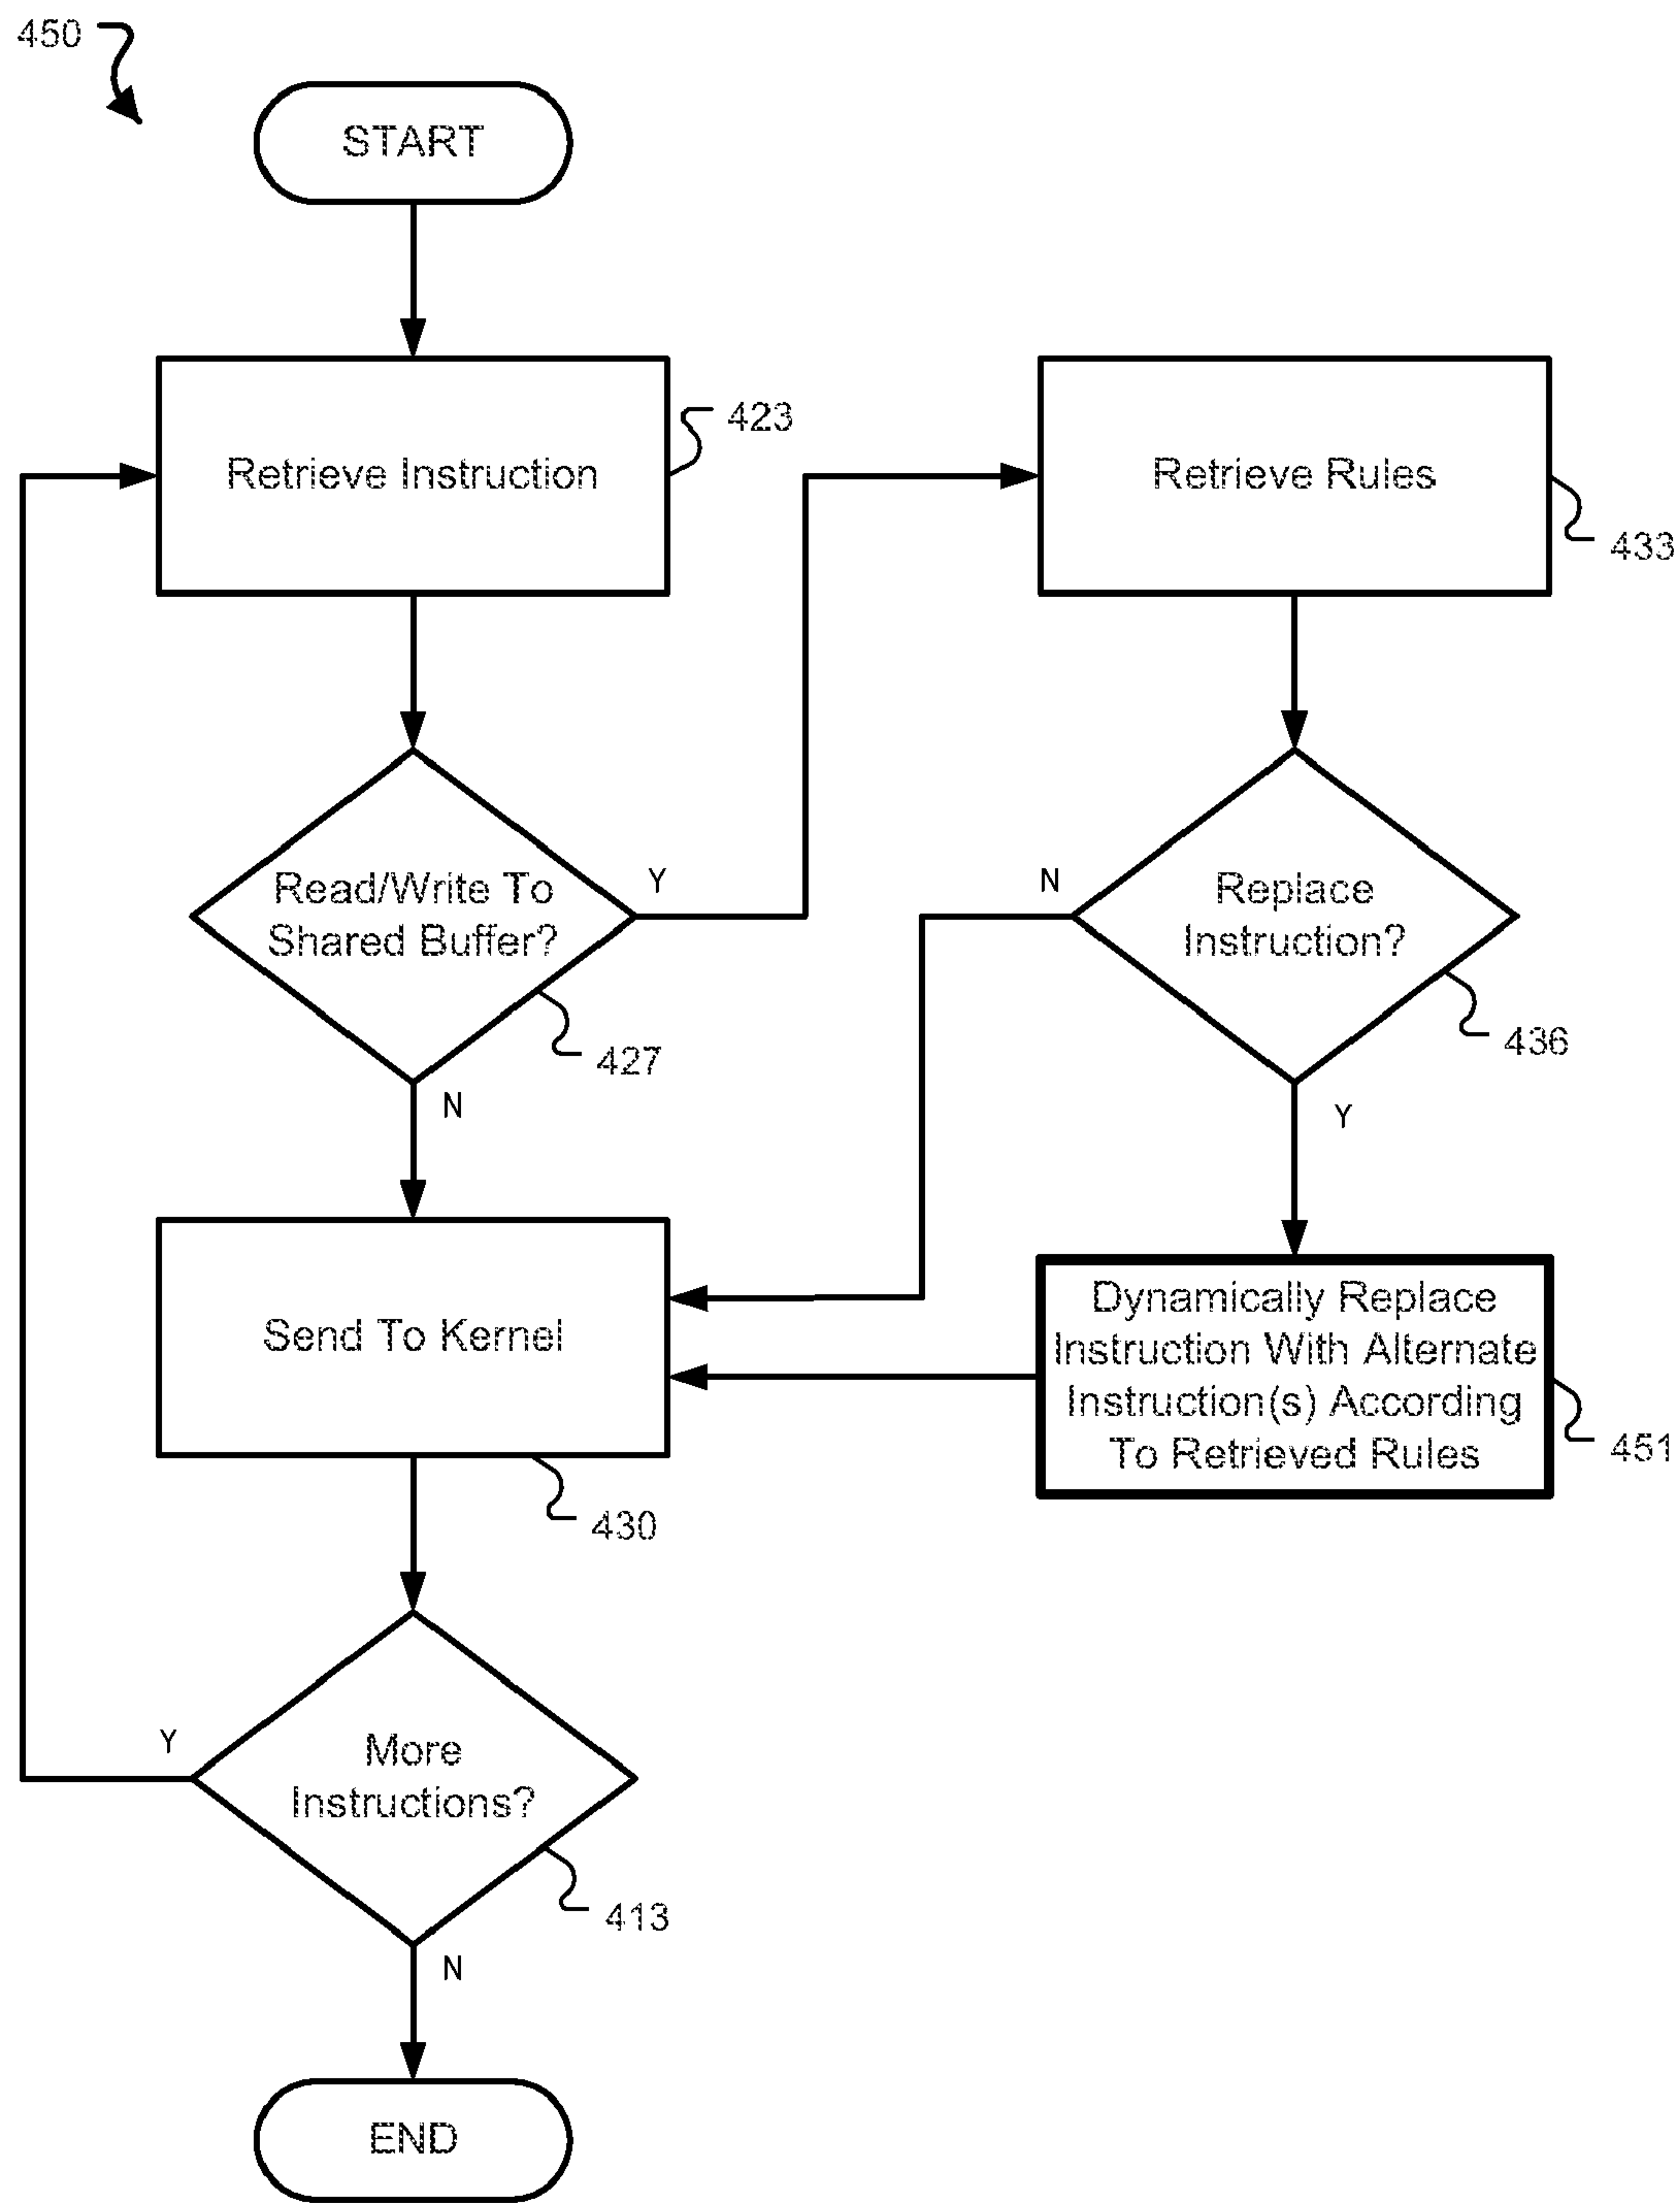 450
START
Retrieve Instruction
423
Retrieve Rules
433
Read/Write To
Shared Buffer?
Y
427
N
Replace
Instruction?
N
436
Y
Send To Kernel
430
Dynamically Replace
Instruction With Alternate
Instruction(s) According
To Retrieved Rules
451
More
Instructions?
Y
413
N
END